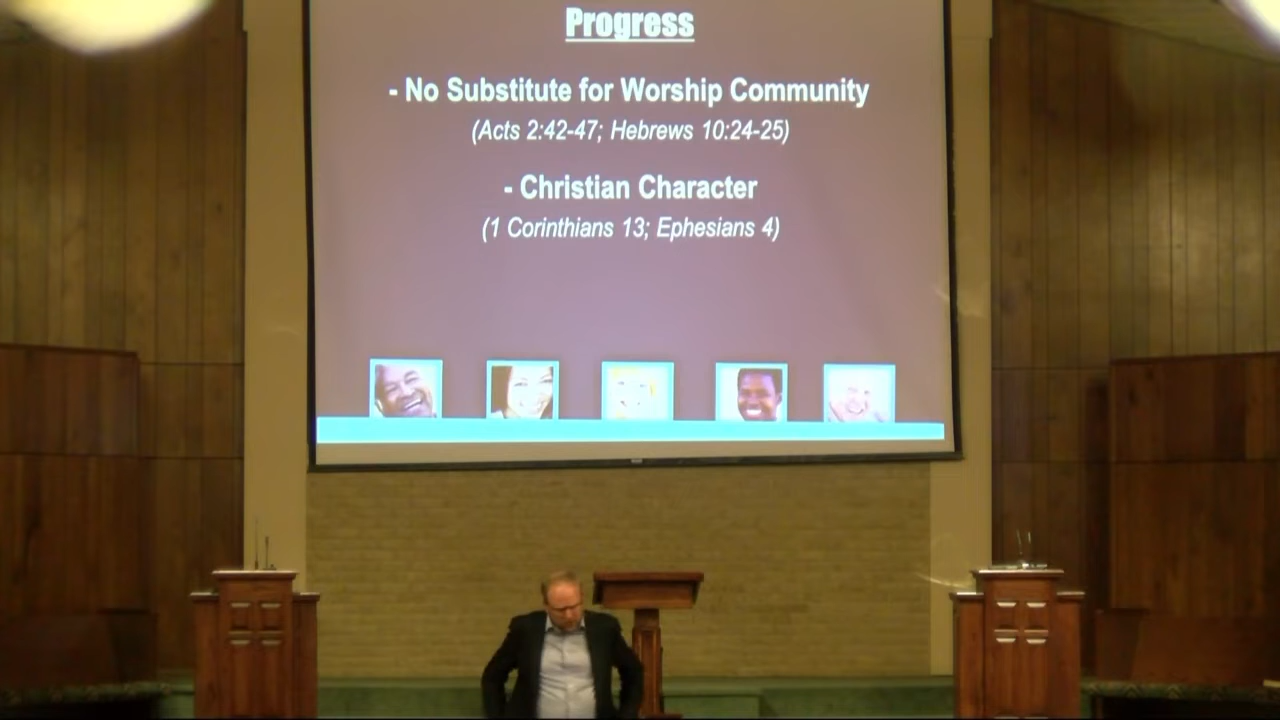 Progress
- No Substitute for Worship Community
(Acts 2:42-47; Hebrews 10:24-25)
- Christian Character
(1 Corinthians 13; Ephesians 4)